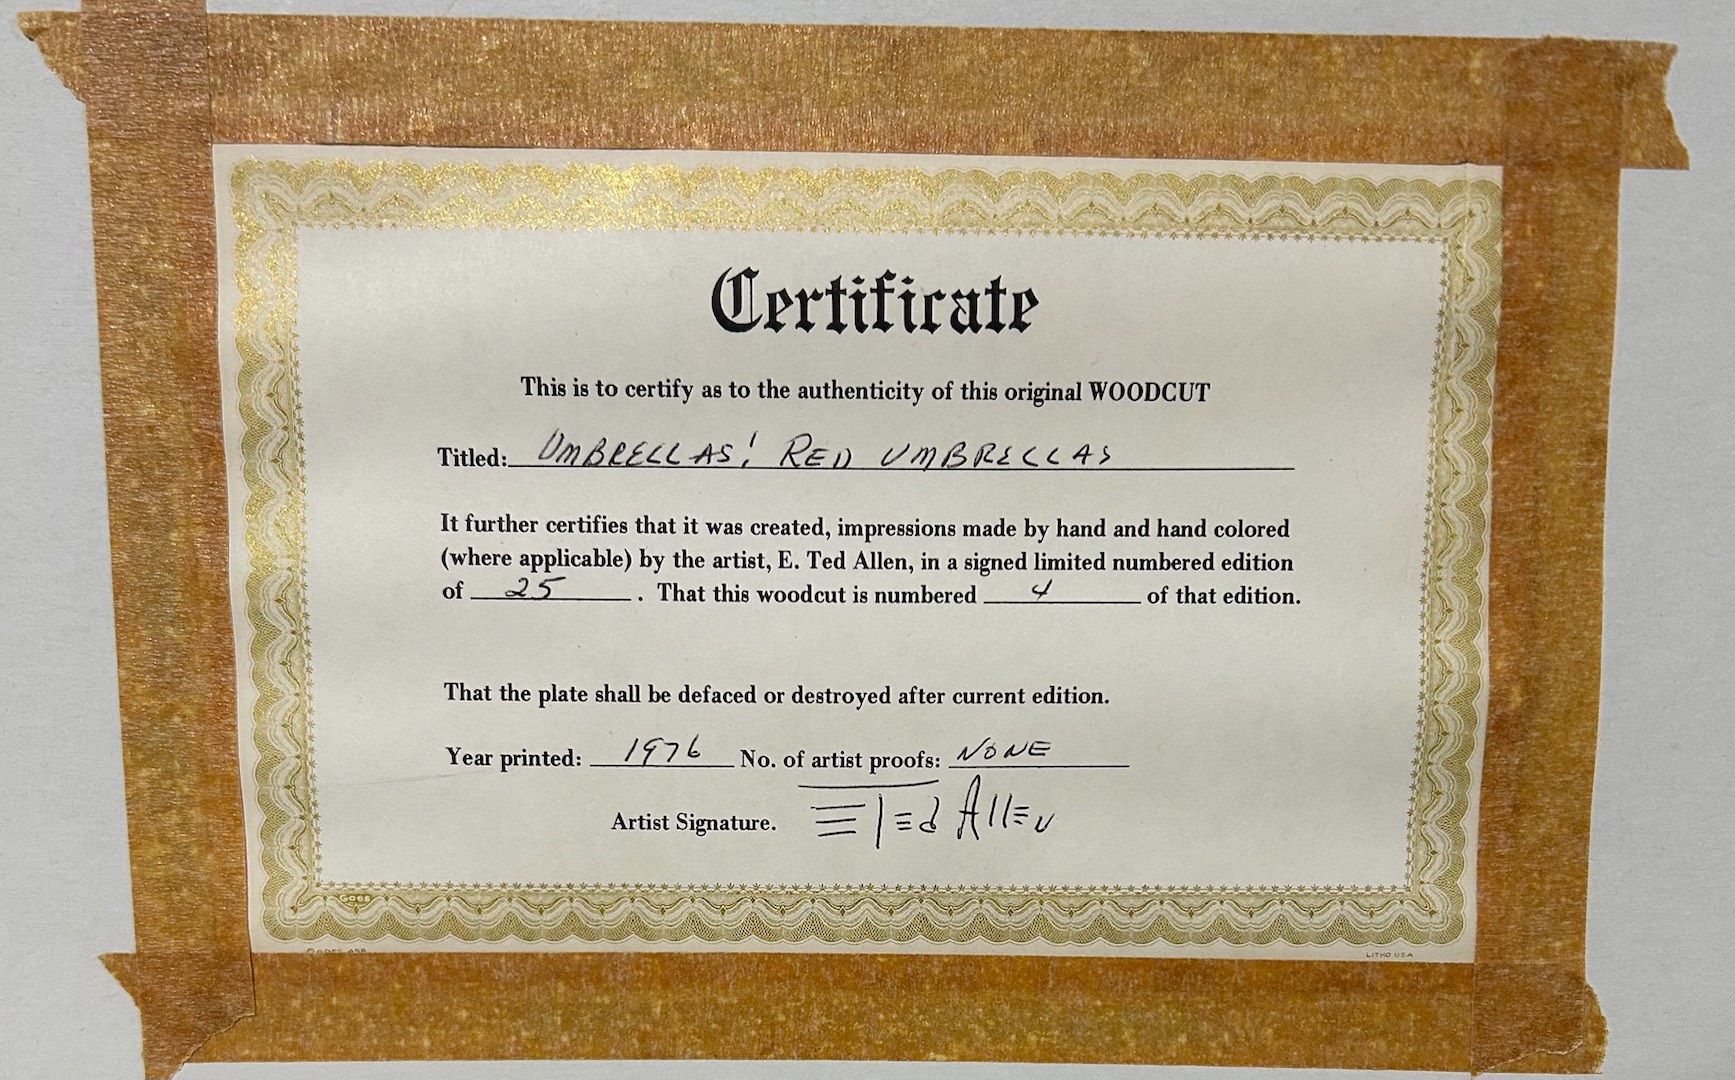 Certificate
This is to certify as to the authenticity of this original WOODCUT
Titled: UMBRELLAS! RED UMBRELLAS
It further certifies that it was created, impressions made by hand and hand colored
(where applicable) by the artist, E. Ted Allen, in a signed limited numbered edition
of 25 . That this woodcut is numbered 4 of that edition.
That the plate shall be defaced or destroyed after current edition.
Year printed: 1976 No. of artist proofs: NONE
Artist Signature. E Ted Allen
Goes
LITHO USA